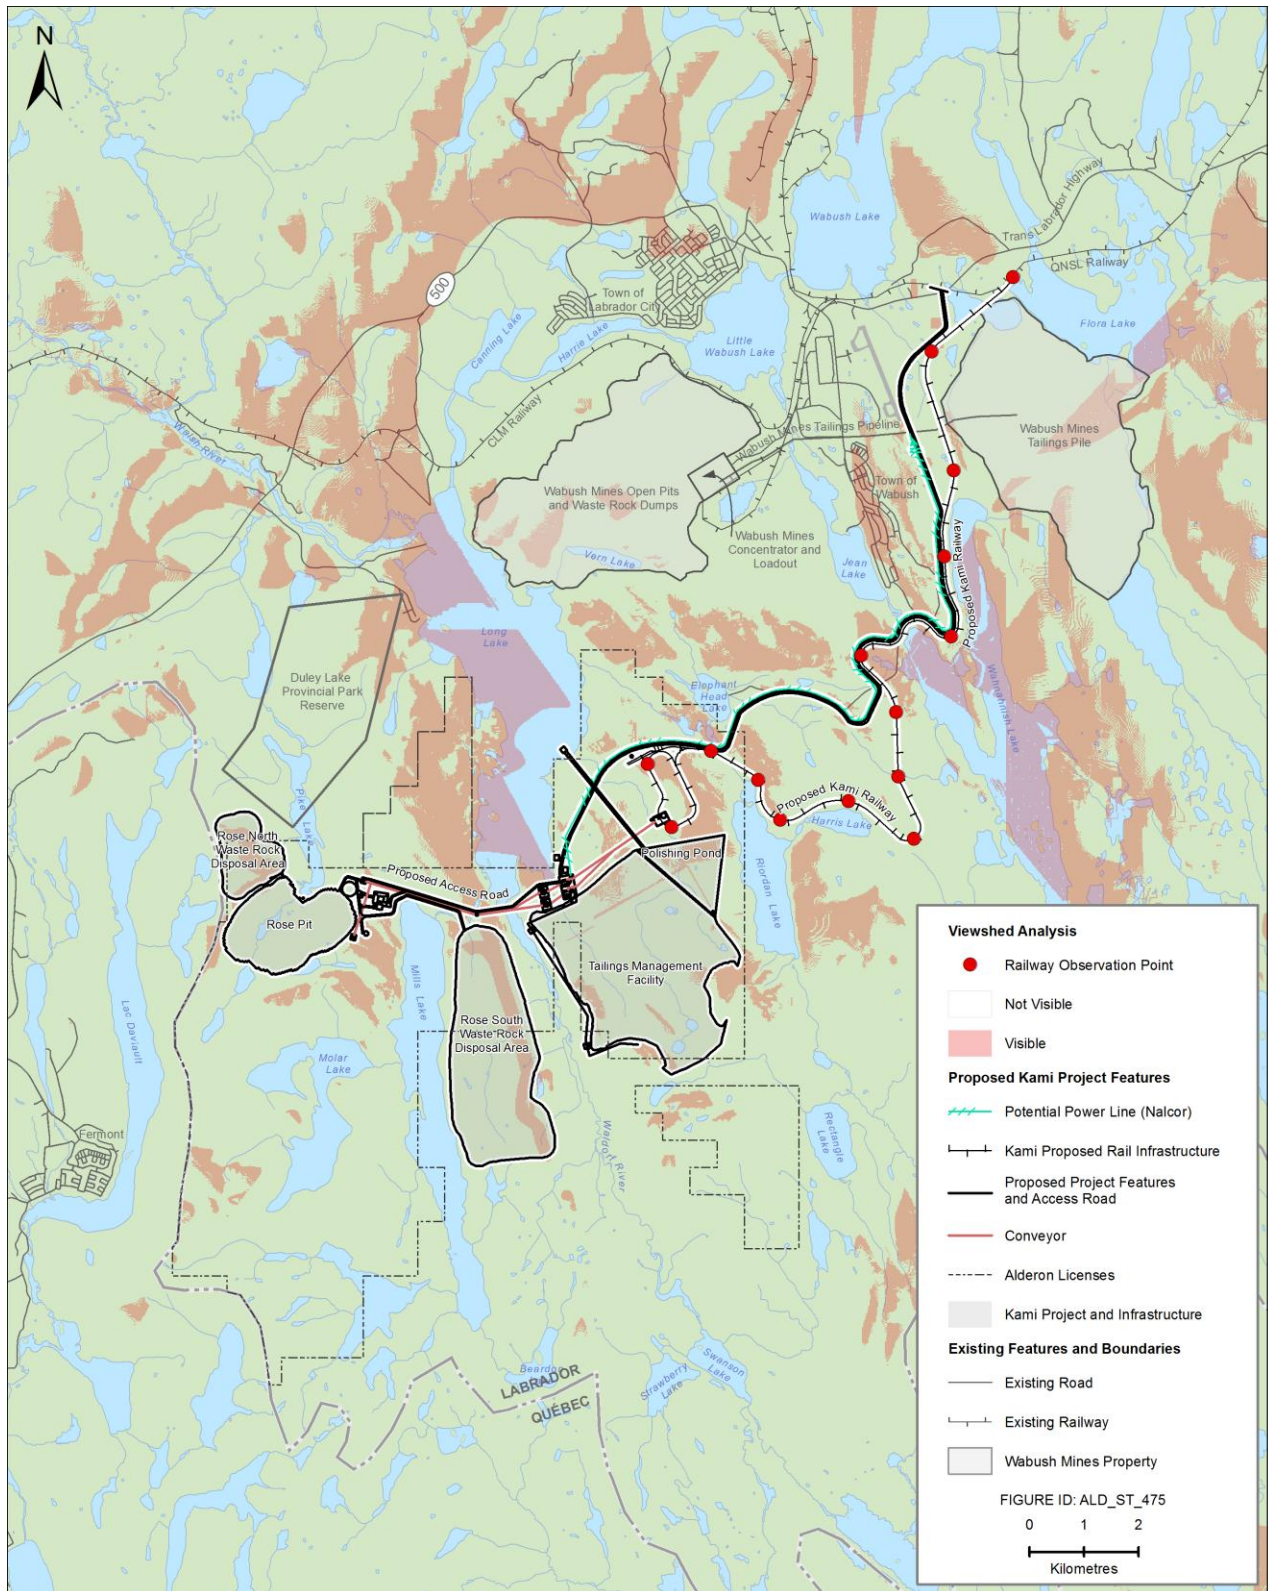 N
Wabush Lake
Trans Labrador Highway
QNSL Raliway
500
Town of
Labrador City
Canning Lake
Harrie Lake
Little
Wabush Lake
Flora Lake
CLM Raliway
Walsh River
Wabush Mines Tailings Pipeline
Wabush Mines
Tailings Pile
Town of
Wabush
Wabush Mines Open Pits
and Waste Rock Dumps
Wabush Mines
Concentrator and
Loadout
Vern Lake
Jean
Lake
Proposed Kami Railway
Long
Lake
Duley Lake
Provincial Park
Reserve
Elephant
Head
Lake
Wahnahnish Lake
Pike Lake
Proposed Kami Railway
Harris Lake
Rose North
Waste Rock
Disposal Area
Polishing Pond
Proposed Access Road
Riordan Lake
Rose Pit
Tailings Management
Facility
Mills Lake
Lac Daviault
Rose South
Waste Rock
Disposal Area
Molar
Lake
Fermont
Waldorf River
Rectangle
Lake
Beardon
Lake
LABRADOR
QUÉBEC
Strawberry
Lake
Swanson
Lake
Viewshed Analysis
Railway Observation Point
Not Visible
Visible
Proposed Kami Project Features
Potential Power Line (Nalcor)
Kami Proposed Rail Infrastructure
Proposed Project Features
and Access Road
Conveyor
Alderon Licenses
Kami Project and Infrastructure
Existing Features and Boundaries
Existing Road
Existing Railway
Wabush Mines Property
FIGURE ID: ALD_ST_475
0 1 2
Kilometres